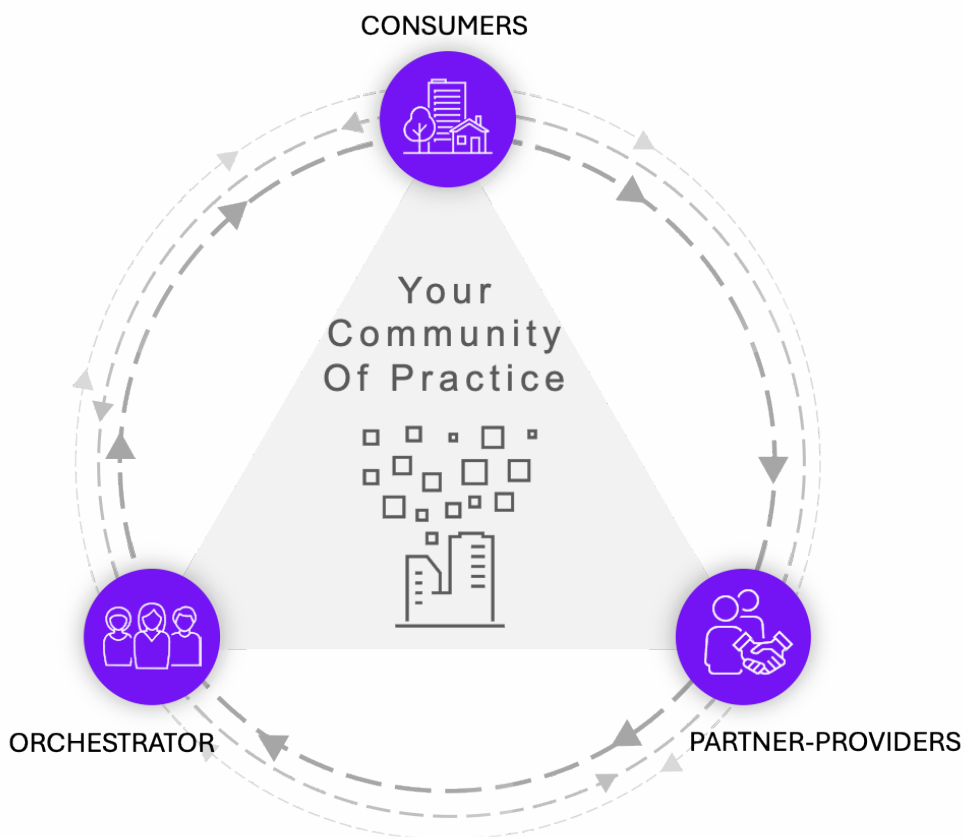 CONSUMERS
Your
Community
Of Practice
ORCHESTRATOR
PARTNER-PROVIDERS